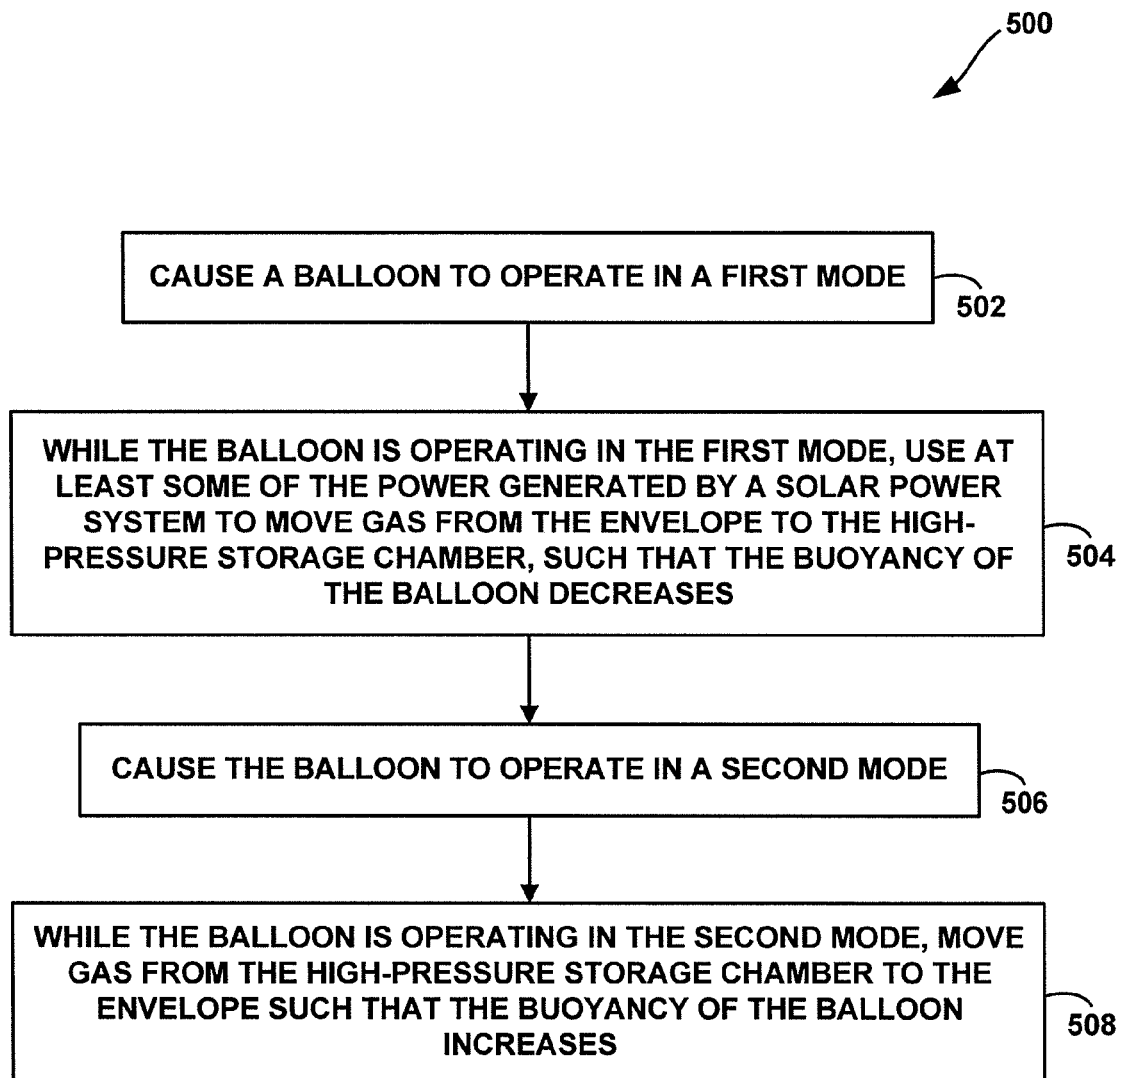 500
CAUSE A BALLOON TO OPERATE IN A FIRST MODE
502
WHILE THE BALLOON IS OPERATING IN THE FIRST MODE, USE AT
LEAST SOME OF THE POWER GENERATED BY A SOLAR POWER
SYSTEM TO MOVE GAS FROM THE ENVELOPE TO THE HIGH-
PRESSURE STORAGE CHAMBER, SUCH THAT THE BUOYANCY OF
THE BALLOON DECREASES
504
CAUSE THE BALLOON TO OPERATE IN A SECOND MODE
506
WHILE THE BALLOON IS OPERATING IN THE SECOND MODE, MOVE
GAS FROM THE HIGH-PRESSURE STORAGE CHAMBER TO THE
ENVELOPE SUCH THAT THE BUOYANCY OF THE BALLOON
INCREASES
508